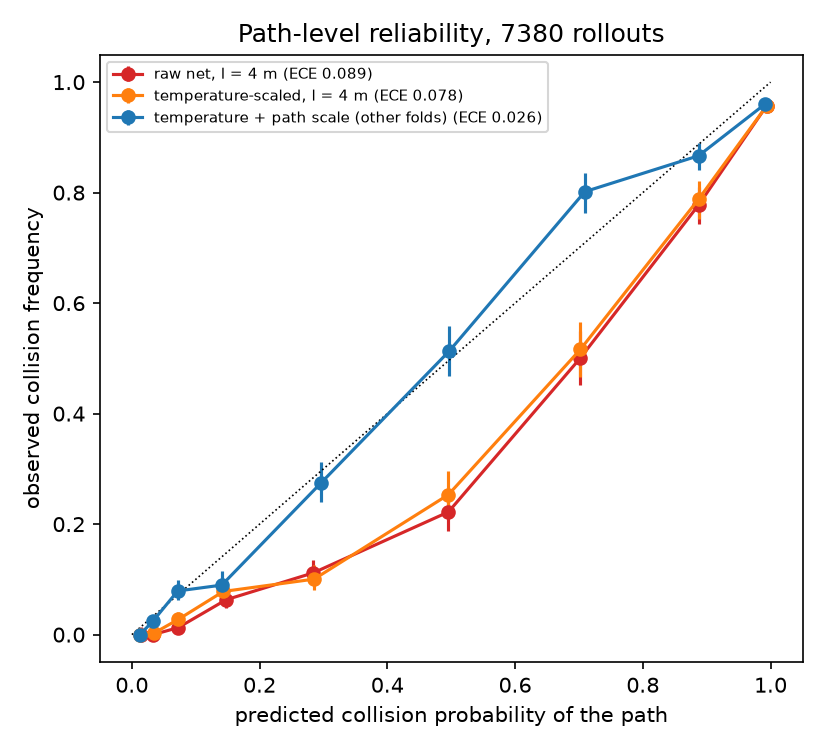 Path-level reliability, 7380 rollouts
raw net, l = 4 m (ECE 0.089)
temperature-scaled, l = 4 m (ECE 0.078)
temperature + path scale (other folds) (ECE 0.026)
observed collision frequency
1.0
0.8
0.6
0.4
0.2
0.0
0.0 0.2 0.4 0.6 0.8 1.0
predicted collision probability of the path